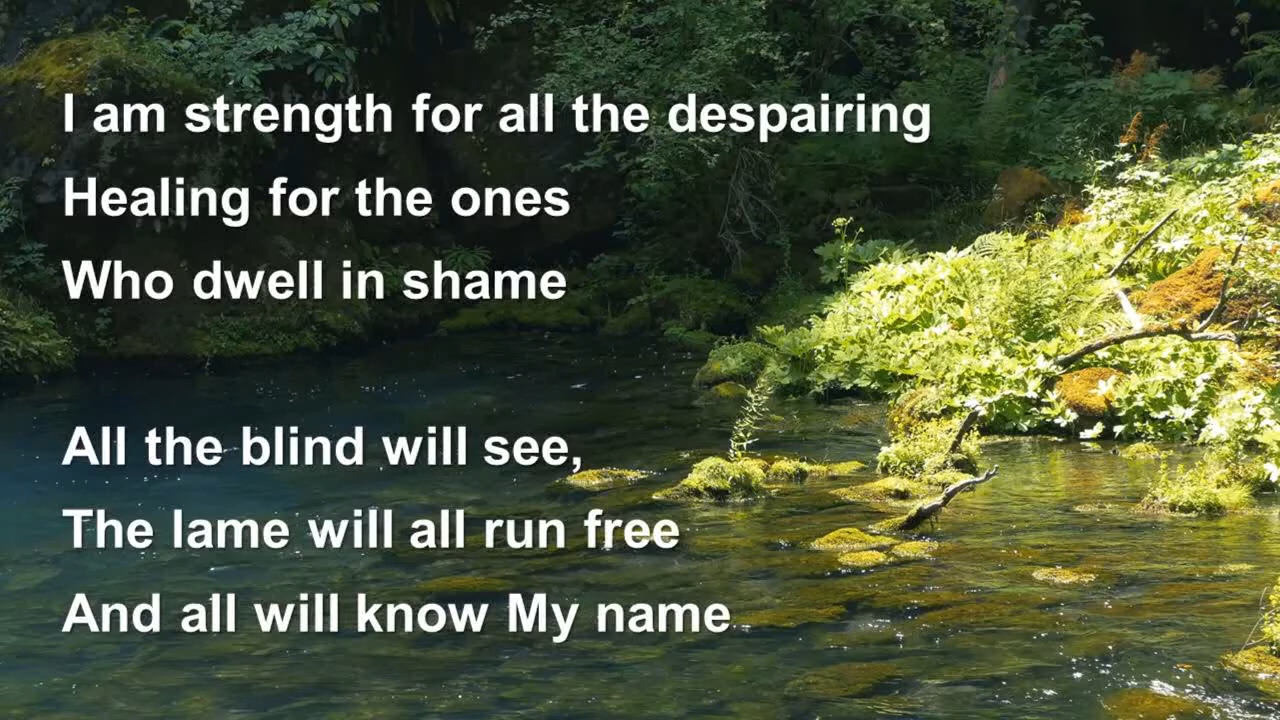 I am strength for all the despairing
Healing for the ones
Who dwell in shame
All the blind will see,
The lame will all run free
And all will know My name